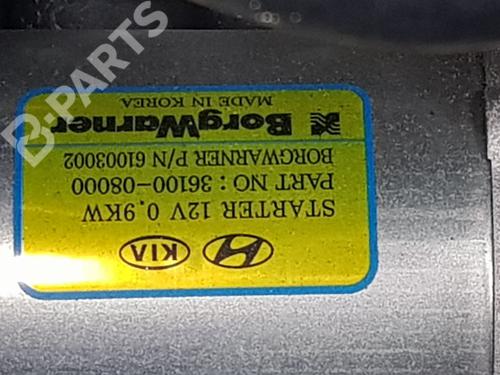 KIA
STARTER 12V 0.9KW
PART NO: 36100-08000
BORGWARNER P/N 61003002
BorgWarner
MADE IN KOREA
B-PARTS